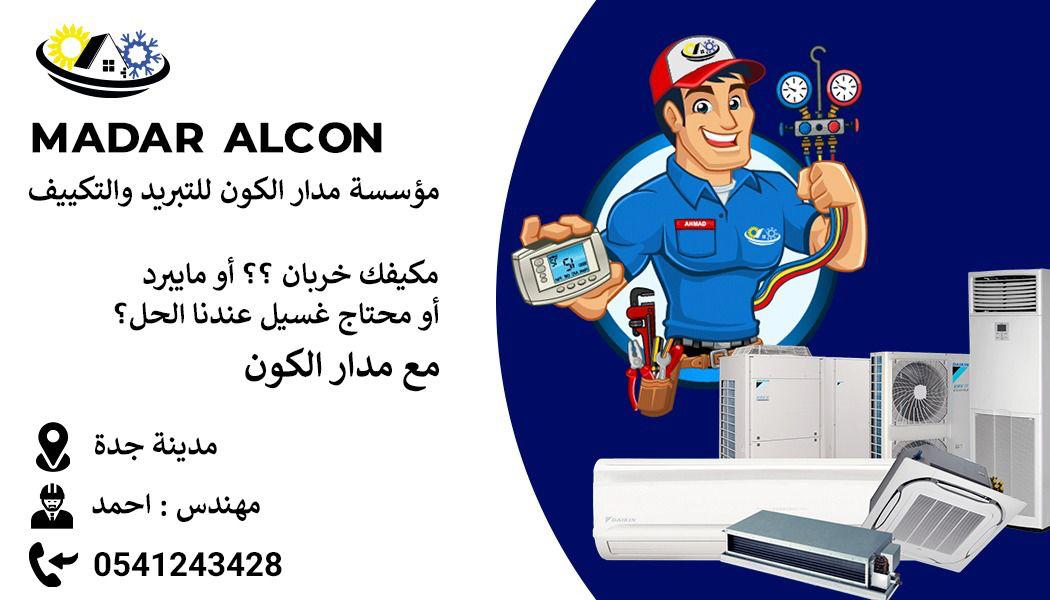 MADAR ALCON
مؤسسة مدار الكون للتبريد والتكييف
مكيفك خربان ؟؟ أو مايبرد
أو محتاج غسيل عندنا الحل؟
مع مدار الكون
مدينة جدة
مهندس : احمد
0541243428
AHMAD
DAIKIN